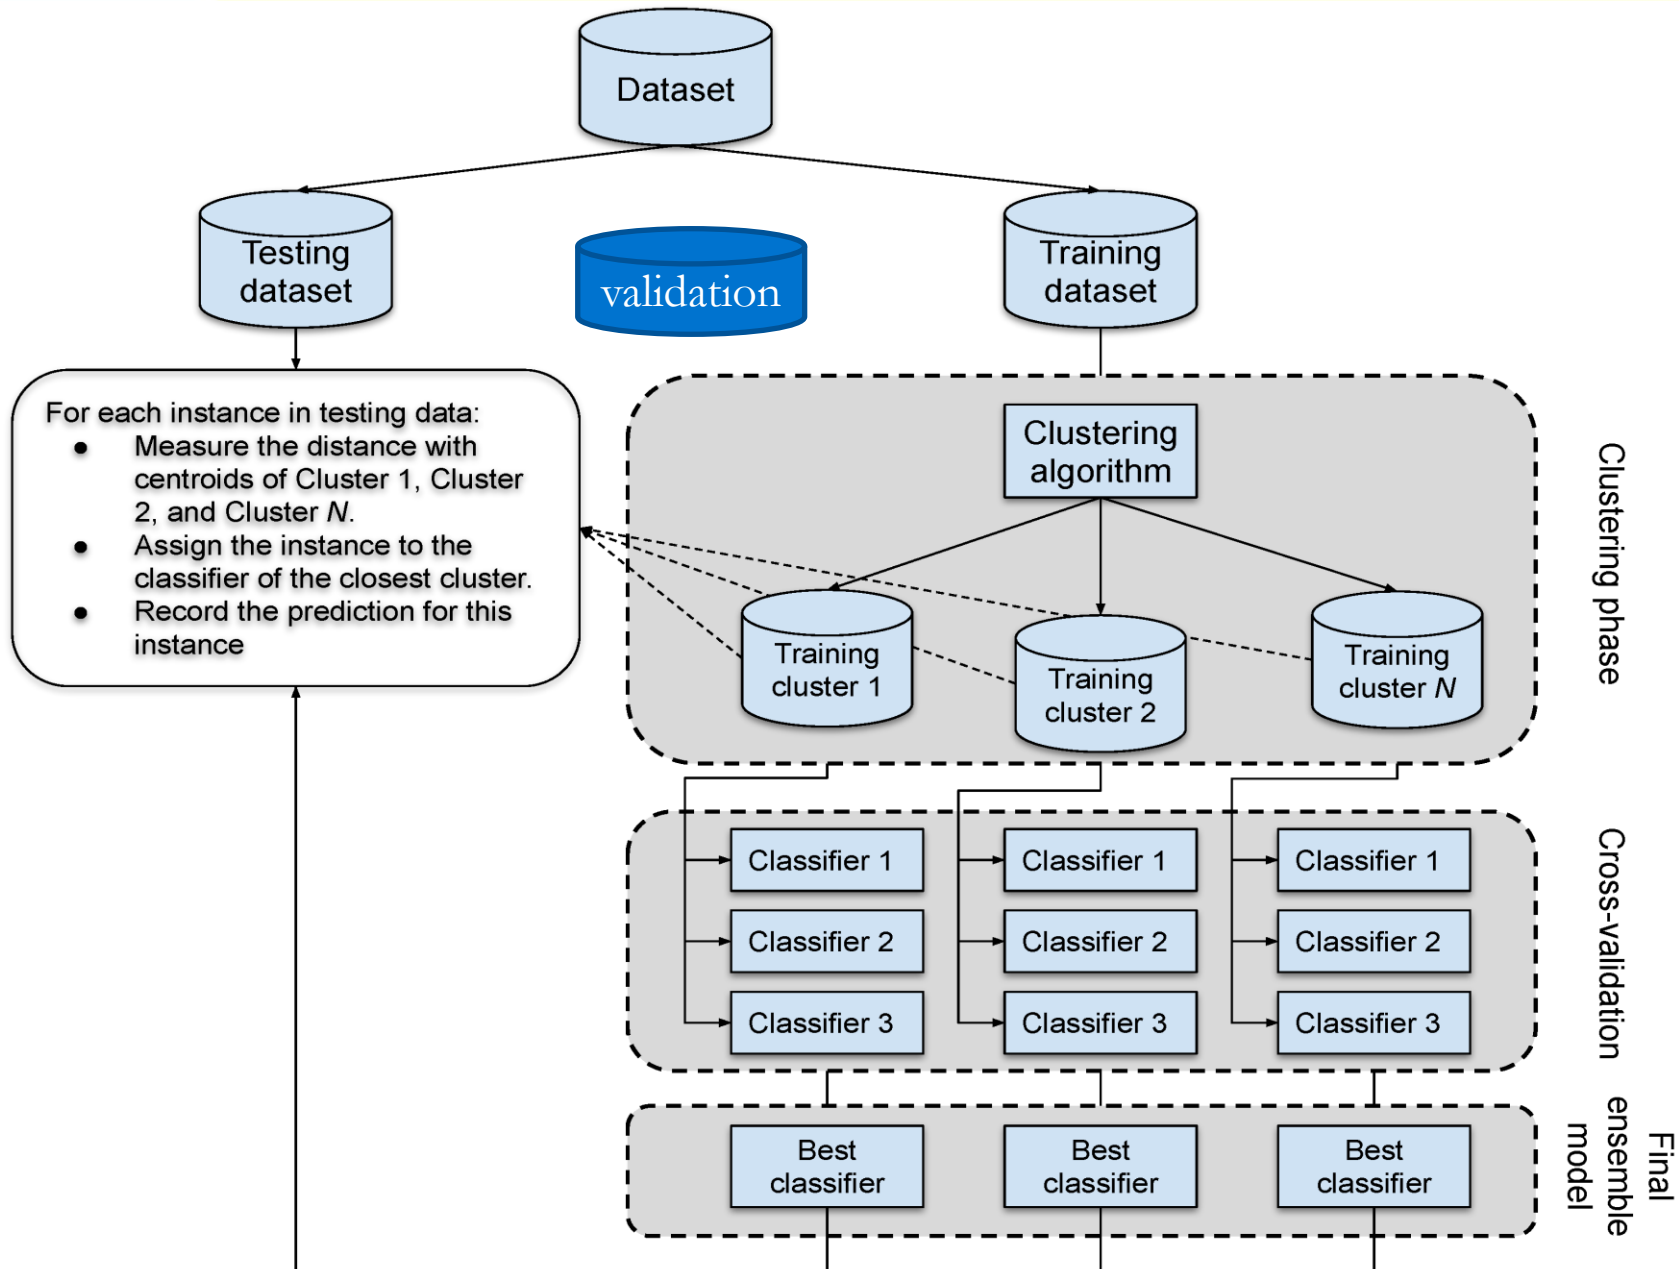 Dataset
Testing
dataset
validation
Training
dataset
For each instance in testing data:
● Measure the distance with
centroids of Cluster 1, Cluster
2, and Cluster N.
● Assign the instance to the
classifier of the closest cluster.
● Record the prediction for this
instance
Clustering
algorithm
Training
cluster 1
Training
cluster 2
Training
cluster N
Clustering phase
Classifier 1
Classifier 1
Classifier 1
Classifier 2
Classifier 2
Classifier 2
Classifier 3
Classifier 3
Classifier 3
Cross-validation
Best
classifier
Best
classifier
Best
classifier
Final
ensemble
model